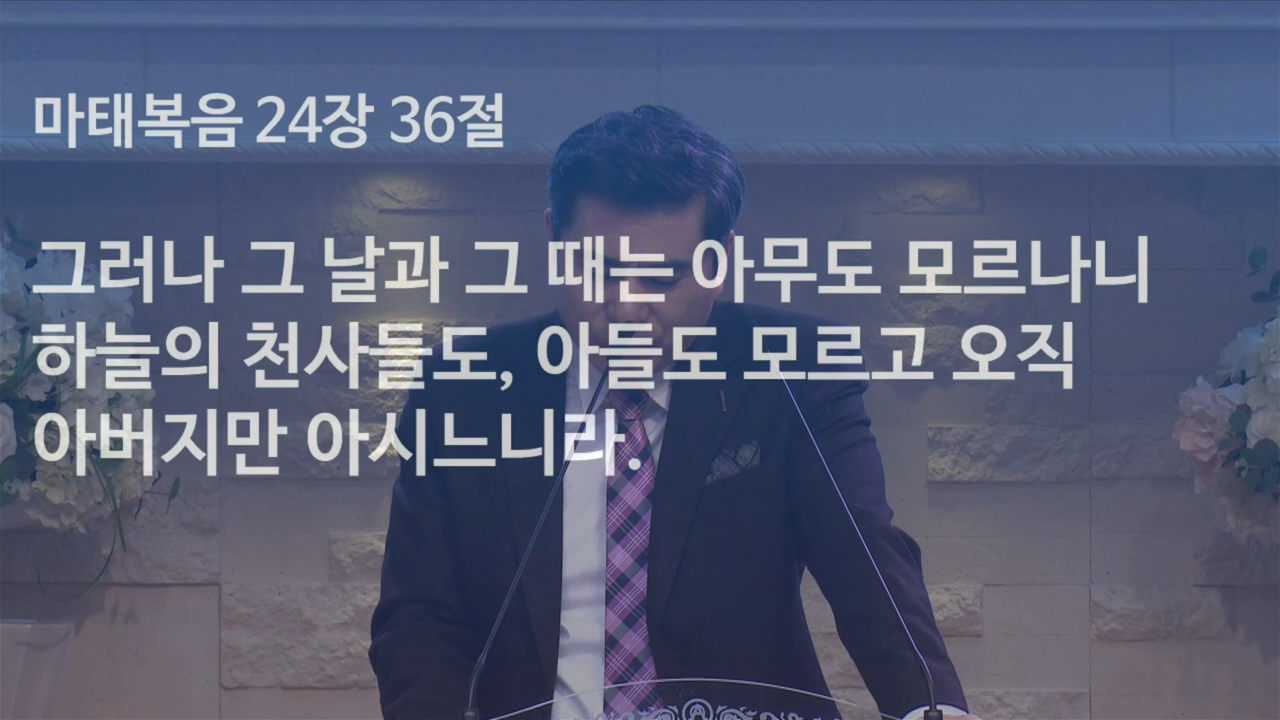 마태복음 24장 36절
그러나 그 날과 그 때는 아무도 모르나니
하늘의 천사들도, 아들도 모르고 오직
아버지만 아시느니라.